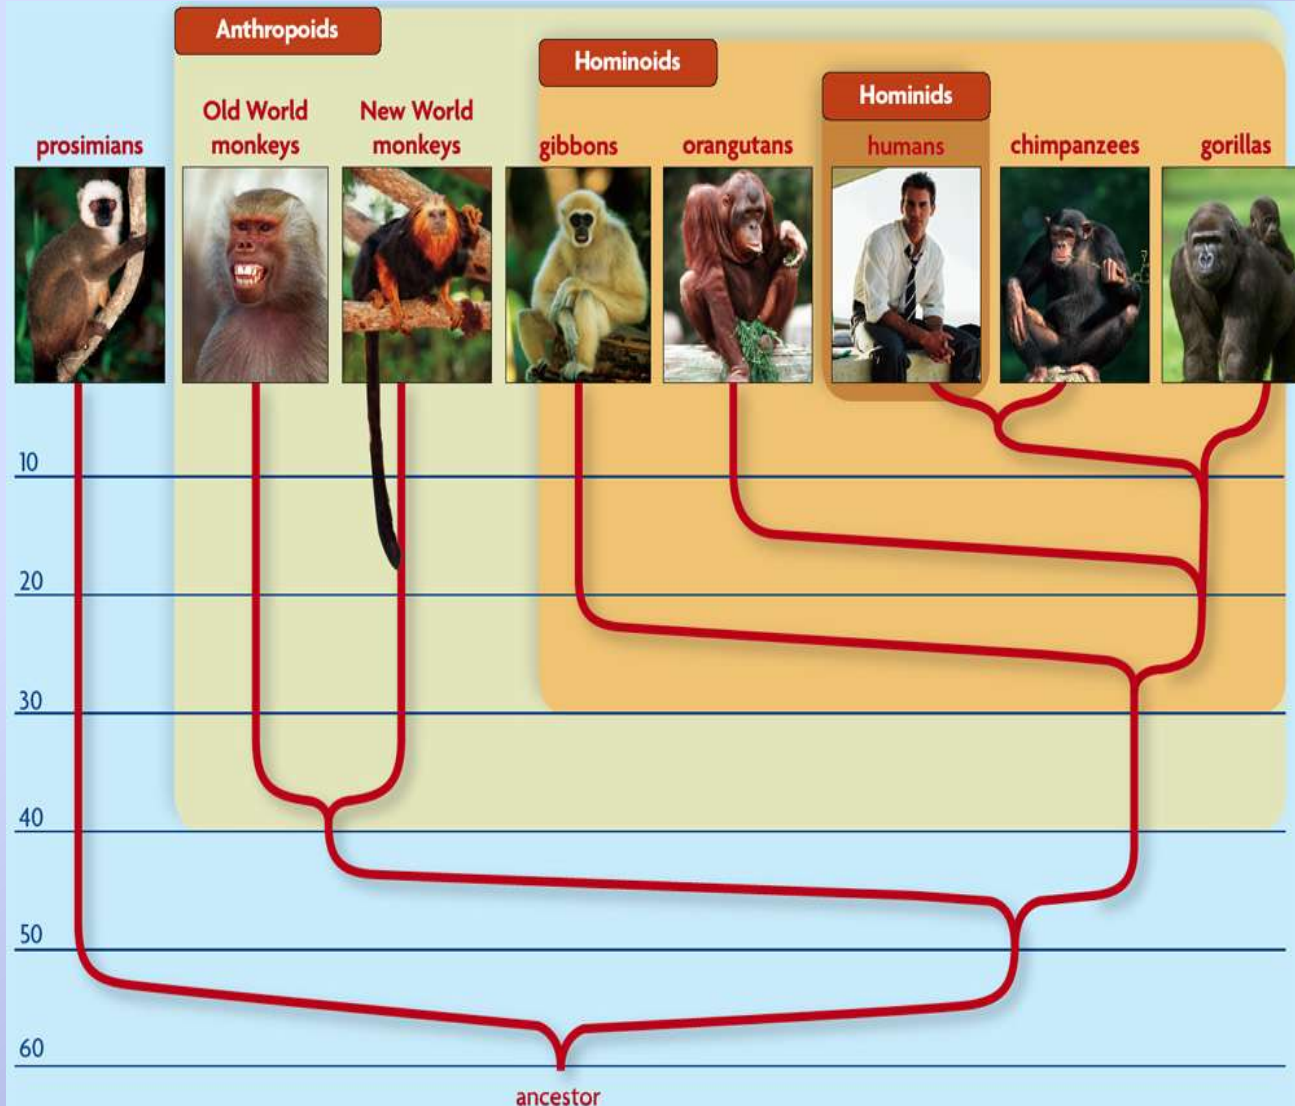 Anthropoids
Hominoids
Hominids
prosimians
Old World
monkeys
New World
monkeys
gibbons
orangutans
humans
chimpanzees
gorillas
10
20
30
40
50
60
ancestor